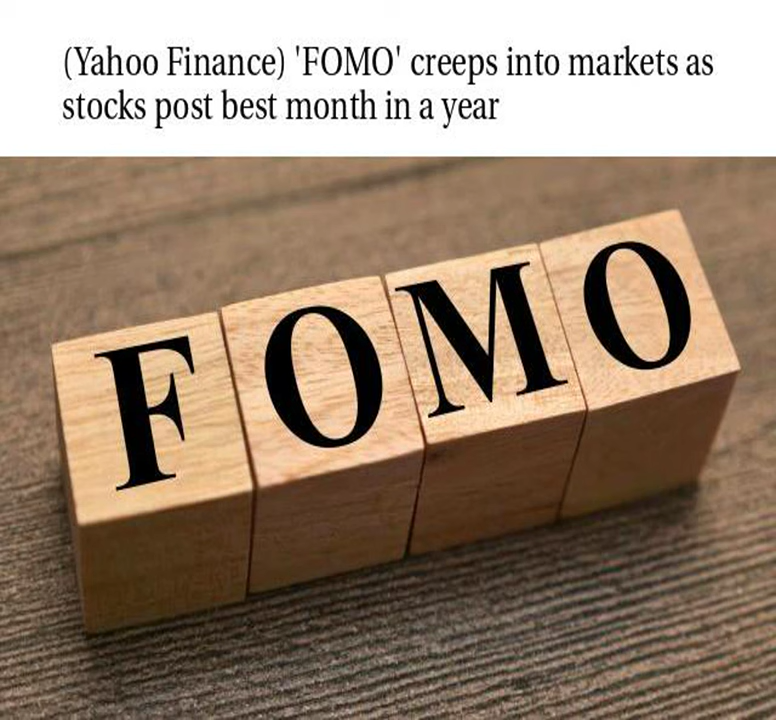 (Yahoo Finance) 'FOMO' creeps into markets as
stocks post best month in a year
FOMO